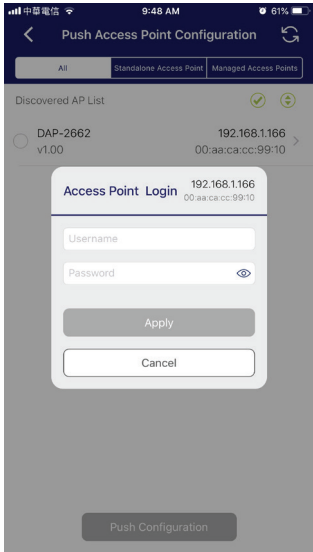 中華電信 9:48 AM 61%
Push Access Point Configuration
All Standalone Access Point Managed Access Points
Discovered AP List
DAP-2662 192.168.1.166
v1.00 00:aa:ca:cc:99:10
Access Point Login 192.168.1.166
00:aa:ca:cc:99:10
Username
Password
Apply
Cancel
Push Configuration